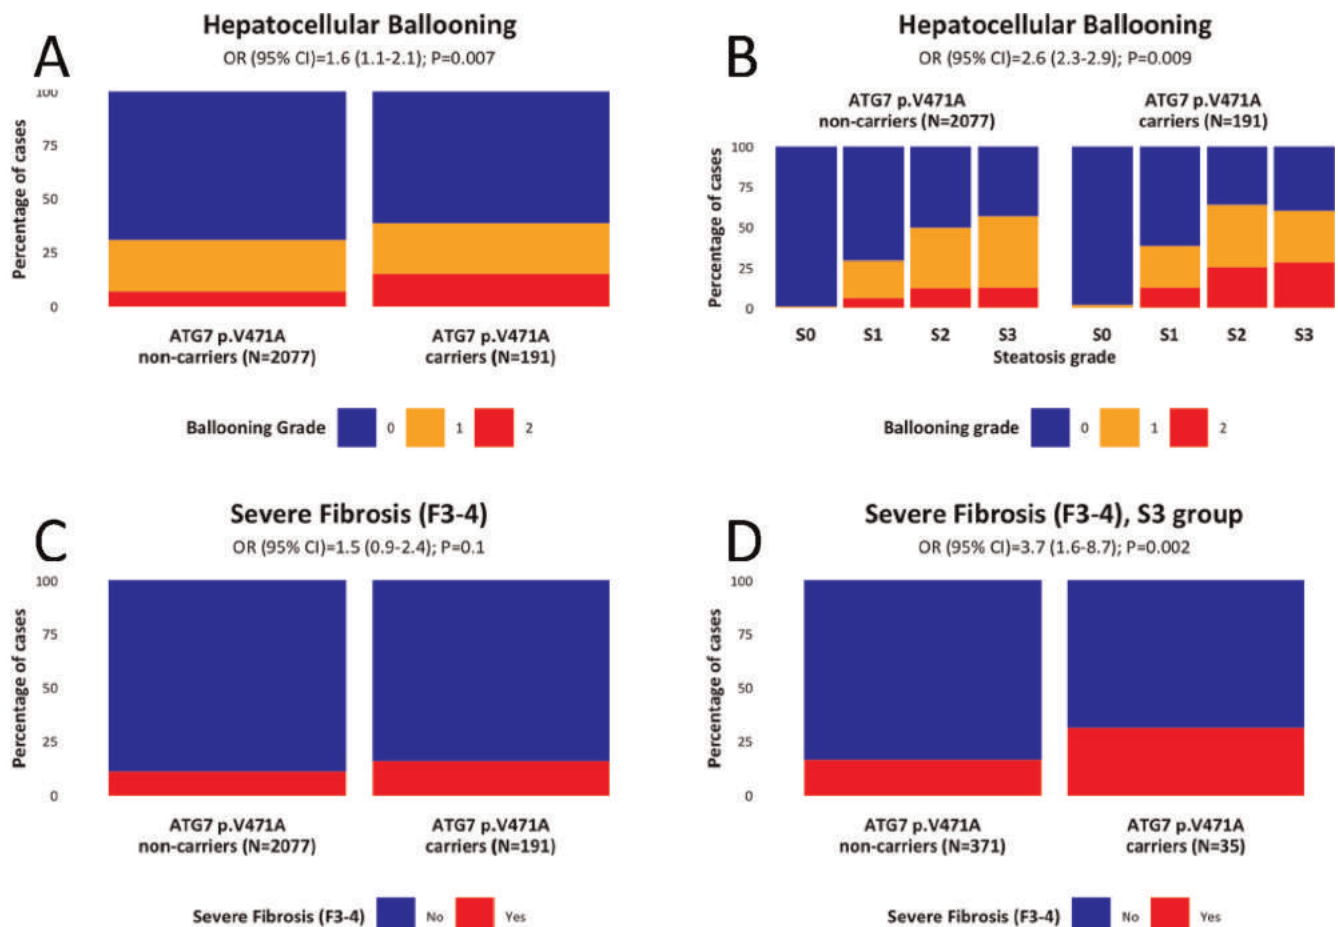 A
Hepatocellular Ballooning
OR (95% CI)=1.6 (1.1-2.1); P=0.007
Percentage of cases
100
75
50
25
0
ATG7 p.V471A
non-carriers (N=2077)
ATG7 p.V471A
carriers (N=191)
Ballooning Grade 0 1 2
B
Hepatocellular Ballooning
OR (95% CI)=2.6 (2.3-2.9); P=0.009
ATG7 p.V471A
non-carriers (N=2077)
ATG7 p.V471A
carriers (N=191)
Percentage of cases
100
75
50
25
0
S0 S1 S2 S3 S0 S1 S2 S3
Steatosis grade
Ballooning grade 0 1 2
C
Severe Fibrosis (F3-4)
OR (95% CI)=1.5 (0.9-2.4); P=0.1
Percentage of cases
100
75
50
25
0
ATG7 p.V471A
non-carriers (N=2077)
ATG7 p.V471A
carriers (N=191)
Severe Fibrosis (F3-4) No Yes
D
Severe Fibrosis (F3-4), S3 group
OR (95% CI)=3.7 (1.6-8.7); P=0.002
Percentage of cases
100
75
50
25
0
ATG7 p.V471A
non-carriers (N=371)
ATG7 p.V471A
carriers (N=35)
Severe Fibrosis (F3-4) No Yes